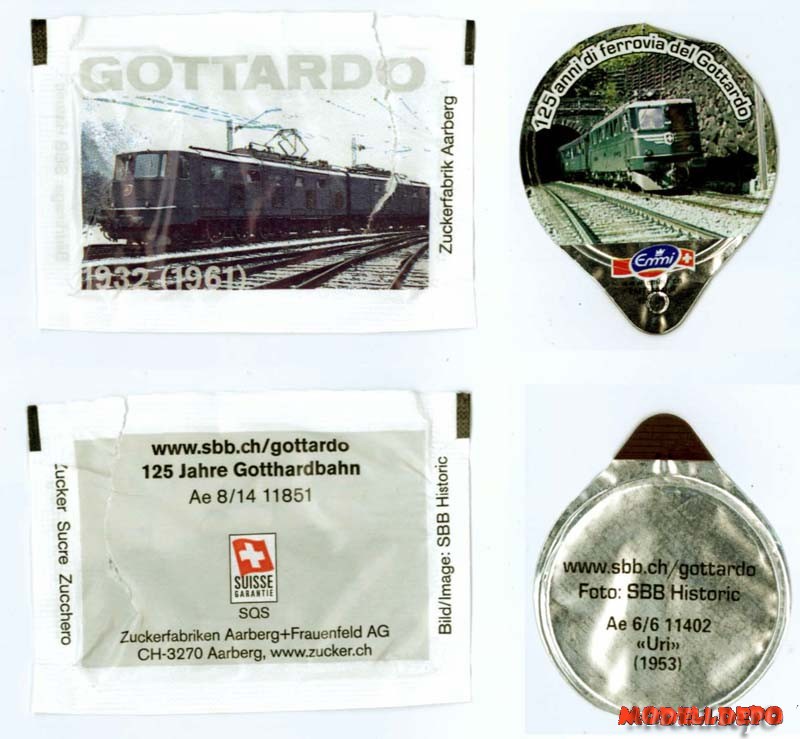 GOTTARDO
1932 (1961)
Zuckerfabrik Aarberg
125 anni di ferrovia del Gottardo
Emmi
www.sbb.ch/gottardo
125 Jahre Gotthardbahn
Ae 8/14 11851
SUISSE
GARANTIE
SQS
Zuckerfabriken Aarberg+Frauenfeld AG
CH-3270 Aarberg, www.zucker.ch
Zucker Sucre Zucchero
Bild/Image: SBB Historic
www.sbb.ch/gottardo
Foto: SBB Historic
Ae 6/6 11402
«Uri»
(1953)
MODELLDEPO